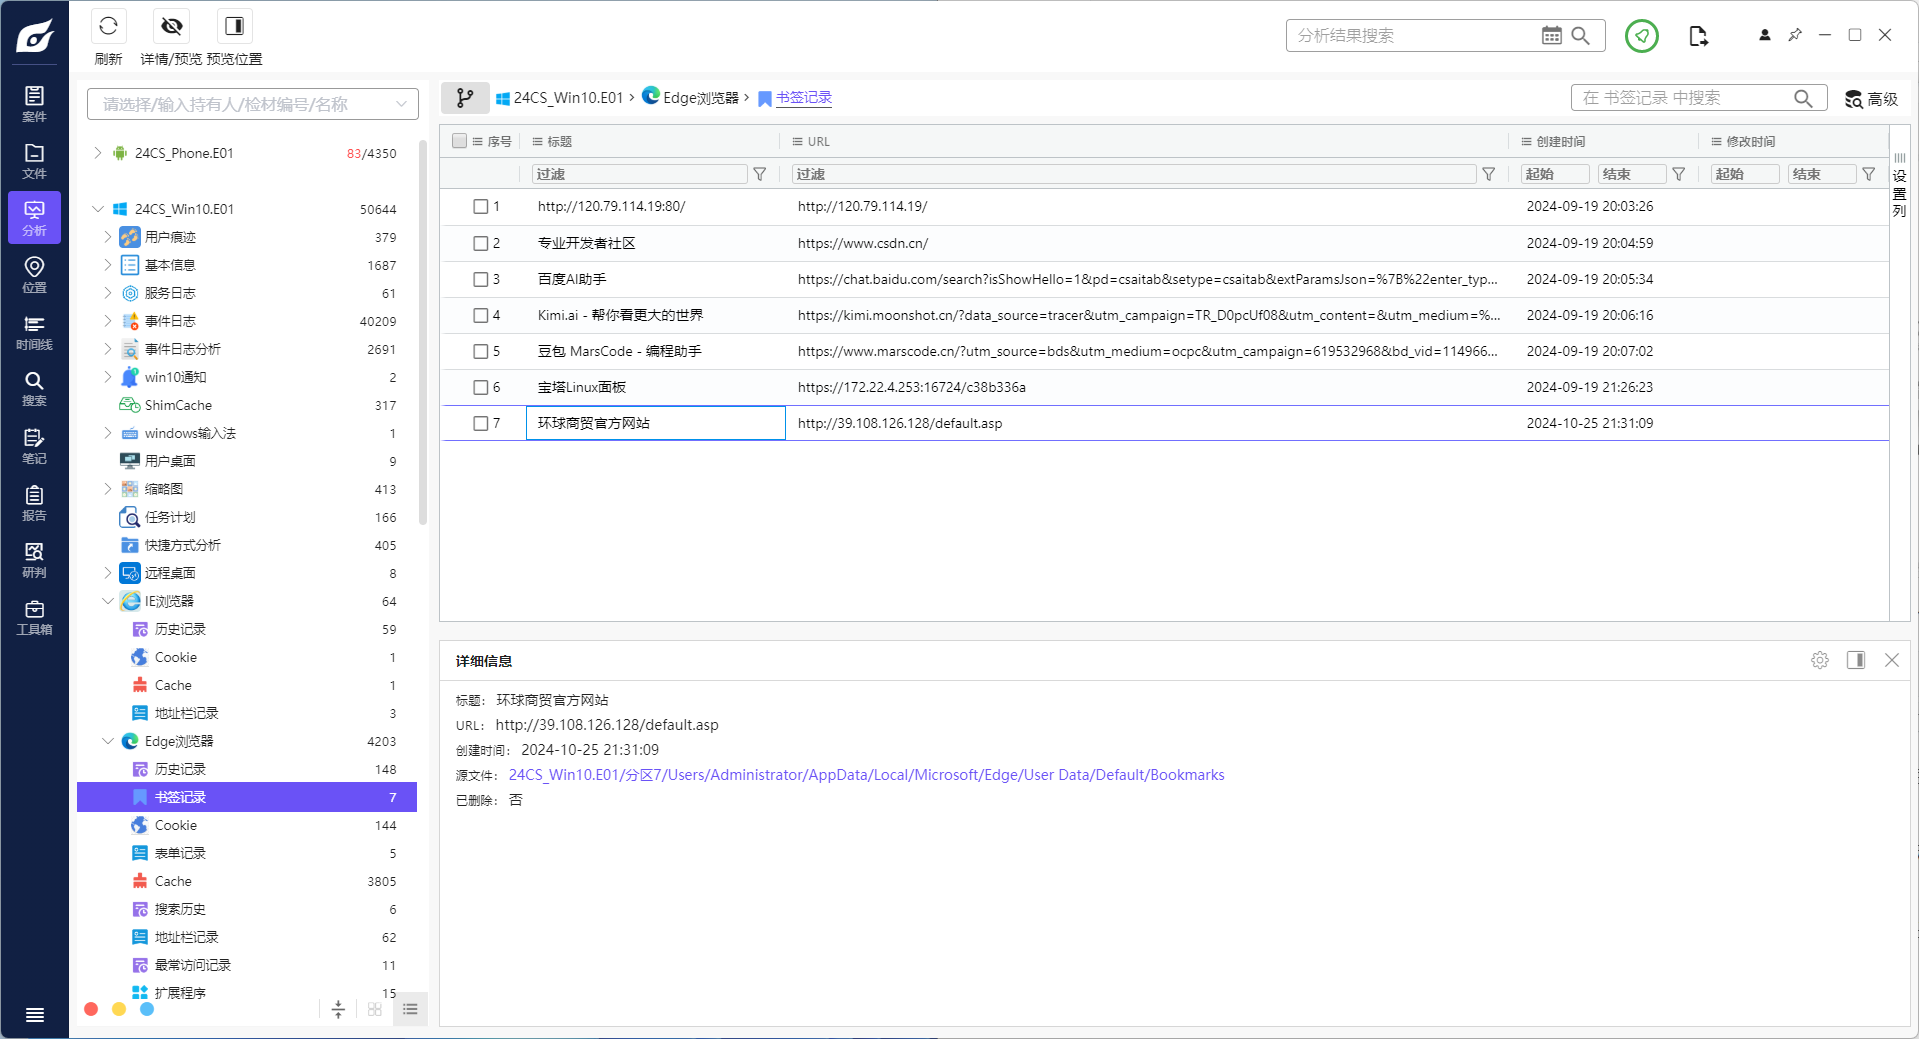 刷新
详情/预览
预览位置
分析结果搜索
案件
文件
分析
位置
时间线
搜索
笔记
报告
研判
工具箱
请选择/输入持有人/检材编号/名称
24CS_Phone.E01 83/4350
24CS_Win10.E01 50644
用户痕迹 379
基本信息 1687
服务日志 61
事件日志 40209
事件日志分析 2691
win10通知 2
ShimCache 317
windows输入法 1
用户桌面 9
缩略图 413
任务计划 166
快捷方式分析 405
远程桌面 8
IE浏览器 64
历史记录 59
Cookie 1
Cache 1
地址栏记录 3
Edge浏览器 4203
历史记录 148
书签记录 7
Cookie 144
表单记录 5
Cache 3805
搜索历史 6
地址栏记录 62
最常访问记录 11
扩展程序 15
24CS_Win10.E01 › Edge浏览器 › 书签记录
在 书签记录 中搜索
高级
序号 标题 URL 创建时间 修改时间
过滤 过滤 起始 结束 起始 结束
设置列
1 http://120.79.114.19:80/ http://120.79.114.19/ 2024-09-19 20:03:26
2 专业开发者社区 https://www.csdn.cn/ 2024-09-19 20:04:59
3 百度AI助手 https://chat.baidu.com/search?isShowHello=1&pd=csaitab&setype=csaitab&extParamsJson=%7B%22enter_typ... 2024-09-19 20:05:34
4 Kimi.ai - 帮你看更大的世界 https://kimi.moonshot.cn/?data_source=tracer&utm_campaign=TR_D0pcUf08&utm_content=&utm_medium=%... 2024-09-19 20:06:16
5 豆包 MarsCode - 编程助手 https://www.marscode.cn/?utm_source=bds&utm_medium=ocpc&utm_campaign=619532968&bd_vid=114966... 2024-09-19 20:07:02
6 宝塔Linux面板 https://172.22.4.253:16724/c38b336a 2024-09-19 21:26:23
7 环球商贸官方网站 http://39.108.126.128/default.asp 2024-10-25 21:31:09
详细信息
标题: 环球商贸官方网站
URL: http://39.108.126.128/default.asp
创建时间: 2024-10-25 21:31:09
源文件: 24CS_Win10.E01/分区7/Users/Administrator/AppData/Local/Microsoft/Edge/User Data/Default/Bookmarks
已删除: 否